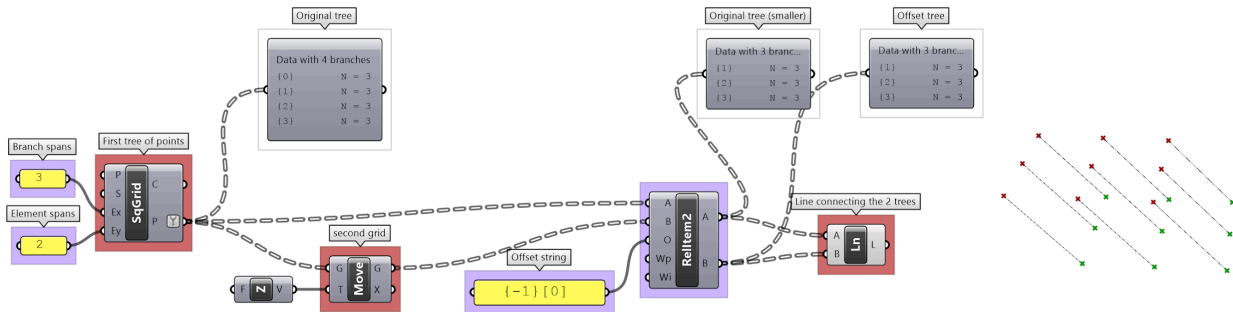 Original tree
Data with 4 branches
{0} N = 3
{1} N = 3
{2} N = 3
{3} N = 3
Original tree (smaller)
Data with 3 branc...
{1} N = 3
{2} N = 3
{3} N = 3
Offset tree
Data with 3 branc...
{1} N = 3
{2} N = 3
{3} N = 3
Branch spans
3
Element spans
2
First tree of points
P
S
Ex
Ey
SqGrid
C
P
second grid
G
T
Move
G
X
F
Z
V
Offset string
{-1}[0]
A
B
O
Wp
Wi
RelItem2
A
B
Line connecting the 2 trees
A
B
Ln
L